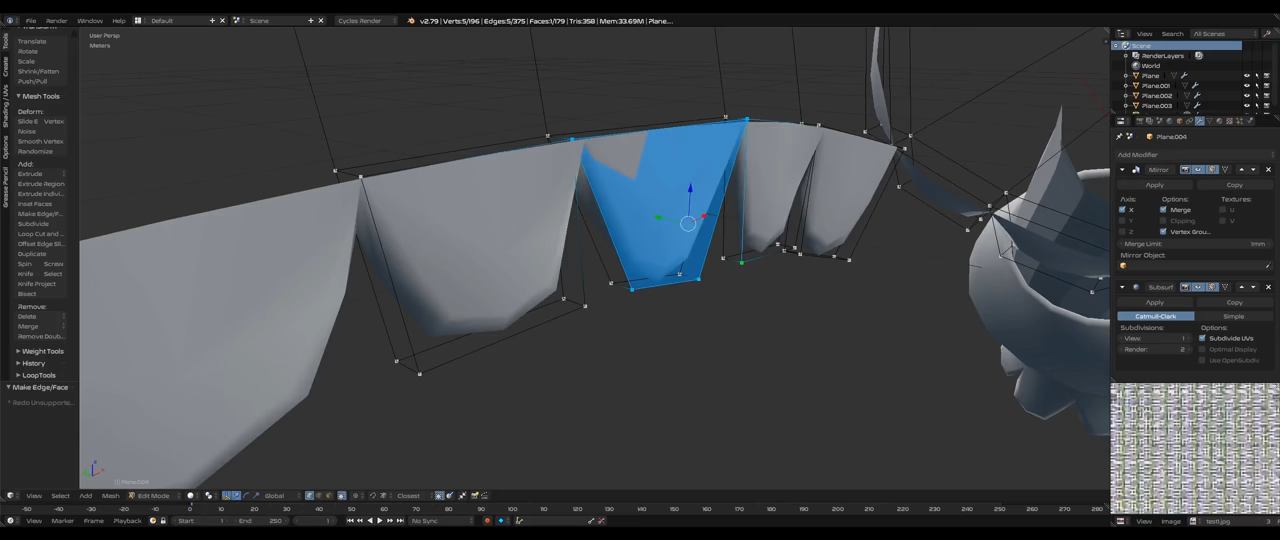 File Render Window Help Default Scene Cycles Render v2.79 | Verts:5/196 | Edges:5/375 | Faces:1/179 | Tris:358 | Mem:33.69M | Plane....
Translate
Rotate
Scale
Shrink/Fatten
Push/Pull
Mesh Tools
Deform:
Slide E Vertex
Noise
Smooth Vertex
Randomize
Add:
Extrude
Extrude Region
Extrude Indivi...
Inset Faces
Make Edge/F...
Subdivide
Loop Cut and ...
Offset Edge Sli...
Duplicate
Spin Screw
Knife Select
Knife Project
Bisect
Remove:
Delete
Merge
Remove Doub...
Weight Tools
History
LoopTools
Make Edge/Face
Redo Unsupporte...
Tools
Create
Shading / UVs
Options
Grease Pencil
User Persp
Meters
View Search All Scenes
Scene
RenderLayers
World
Plane
Plane.001
Plane.002
Plane.003
Plane.004
Add Modifier
Mirror
Apply Copy
Axis: Options: Textures:
X Merge U
Y Clipping V
Z Vertex Grou...
Merge Limit: 1mm
Mirror Object:
Subsurf
Apply Copy
Catmull-Clark Simple
Subdivisions: Options:
View: 1 Subdivide UVs
Render: 2 Optimal Display
Use OpenSubdiv
View Select Add Mesh Edit Mode Global Closest
-50 -40 -30 -20 -10 0 10 20 30 40 50 60 70 80 90 100 110 120 130 140 150 160 170 180 190 200 210 220 230 240 250 260 270 280
View Marker Frame Playback Start: 1 End: 250 1 No Sync
View Image test1.jpg 3